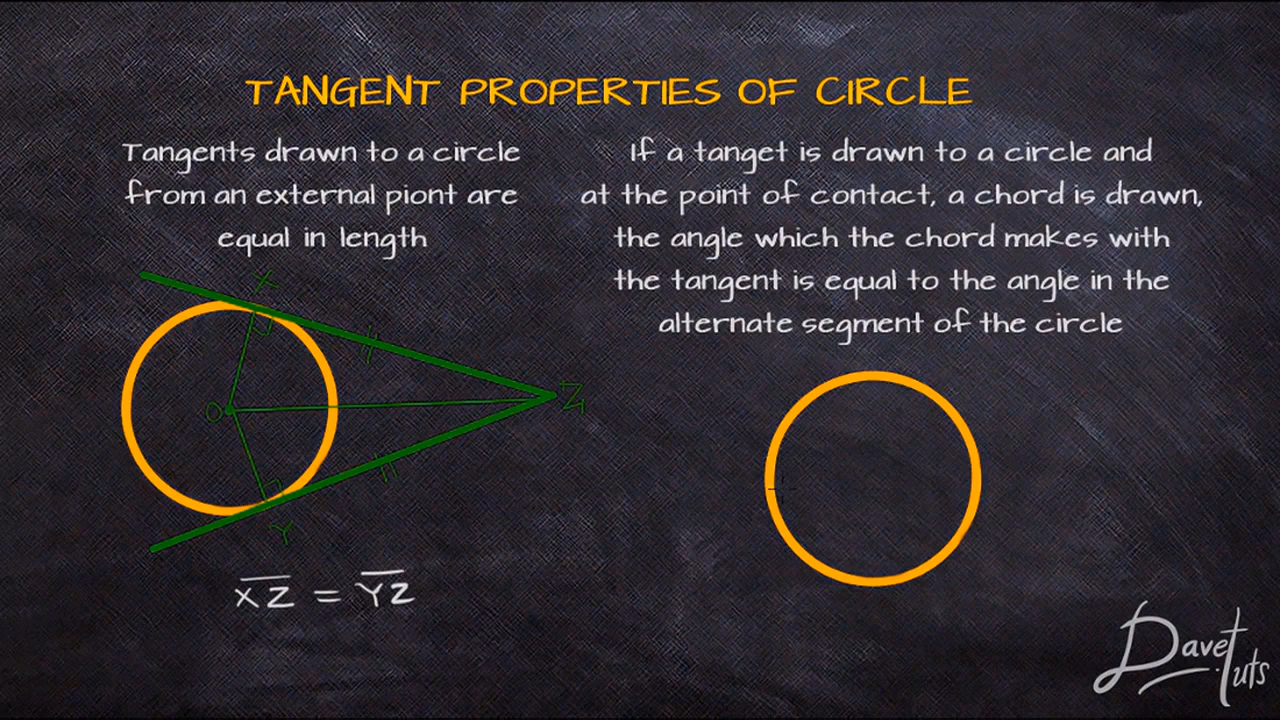 TANGENT PROPERTIES OF CIRCLE
Tangents drawn to a circle
from an external piont are
equal in length
If a tanget is drawn to a circle and
at the point of contact, a chord is drawn,
the angle which the chord makes with
the tangent is equal to the angle in the
alternate segment of the circle
X
O
Z
Y
XZ = YZ
Davet
Tuts